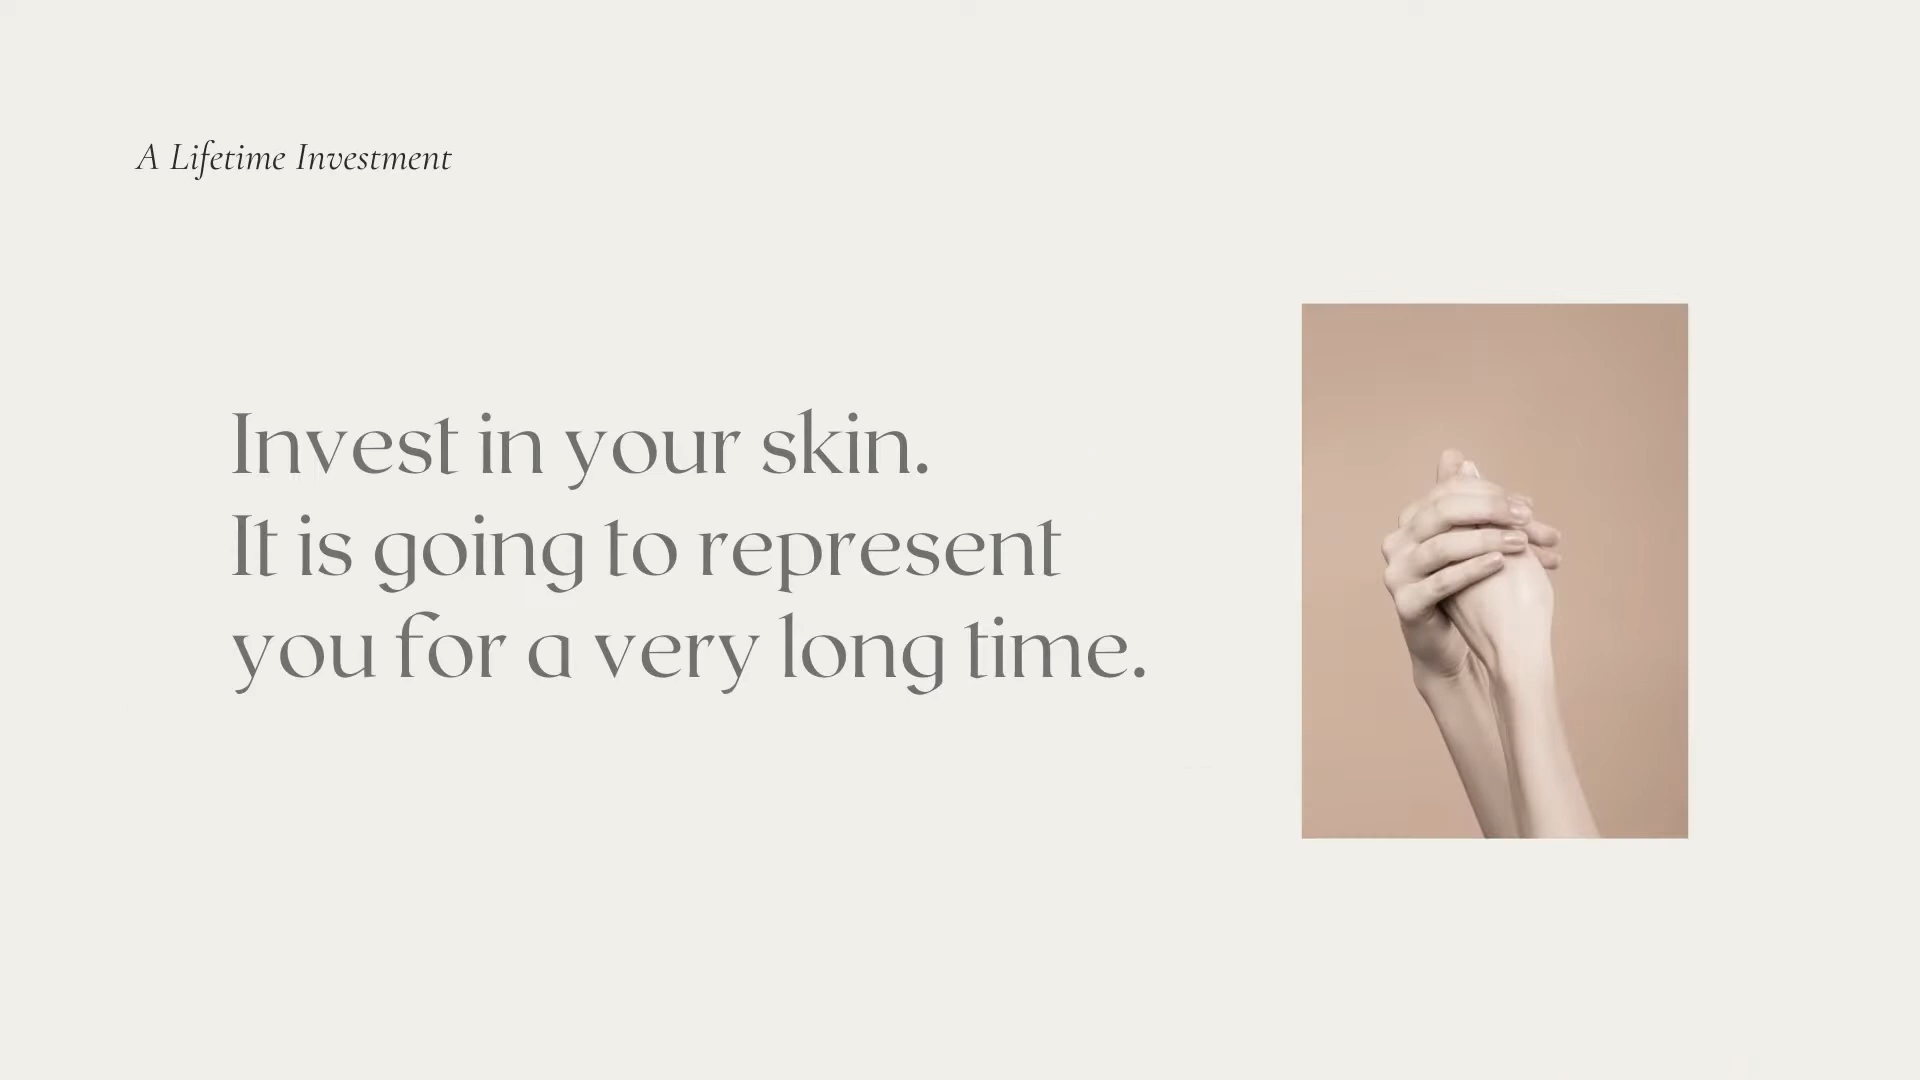 A Lifetime Investment
Invest in your skin.
It is going to represent
you for a very long time.